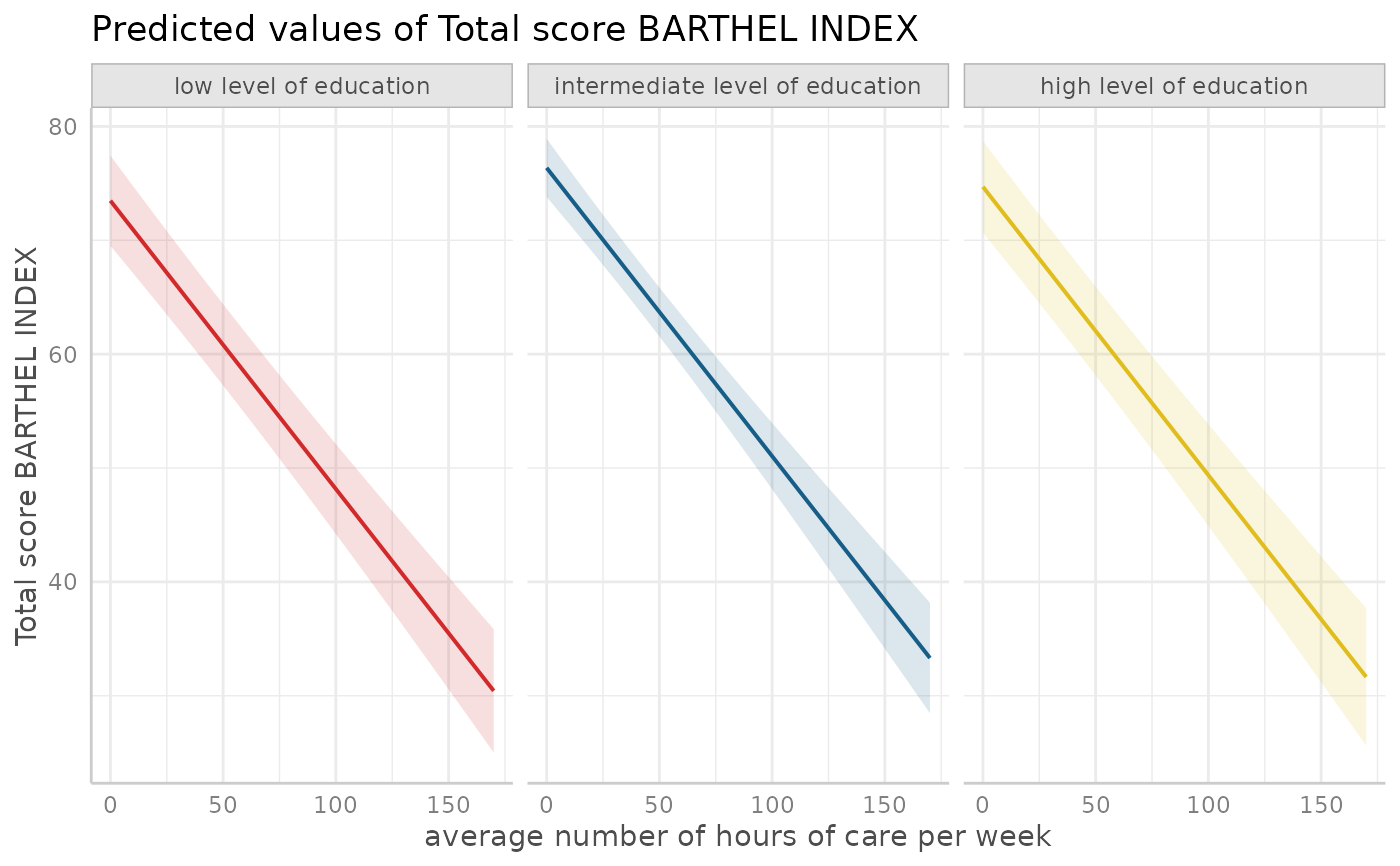 Predicted values of Total score BARTHEL INDEX
low level of education
intermediate level of education
high level of education
Total score BARTHEL INDEX
80
60
40
0 50 100 150
0 50 100 150
0 50 100 150
average number of hours of care per week